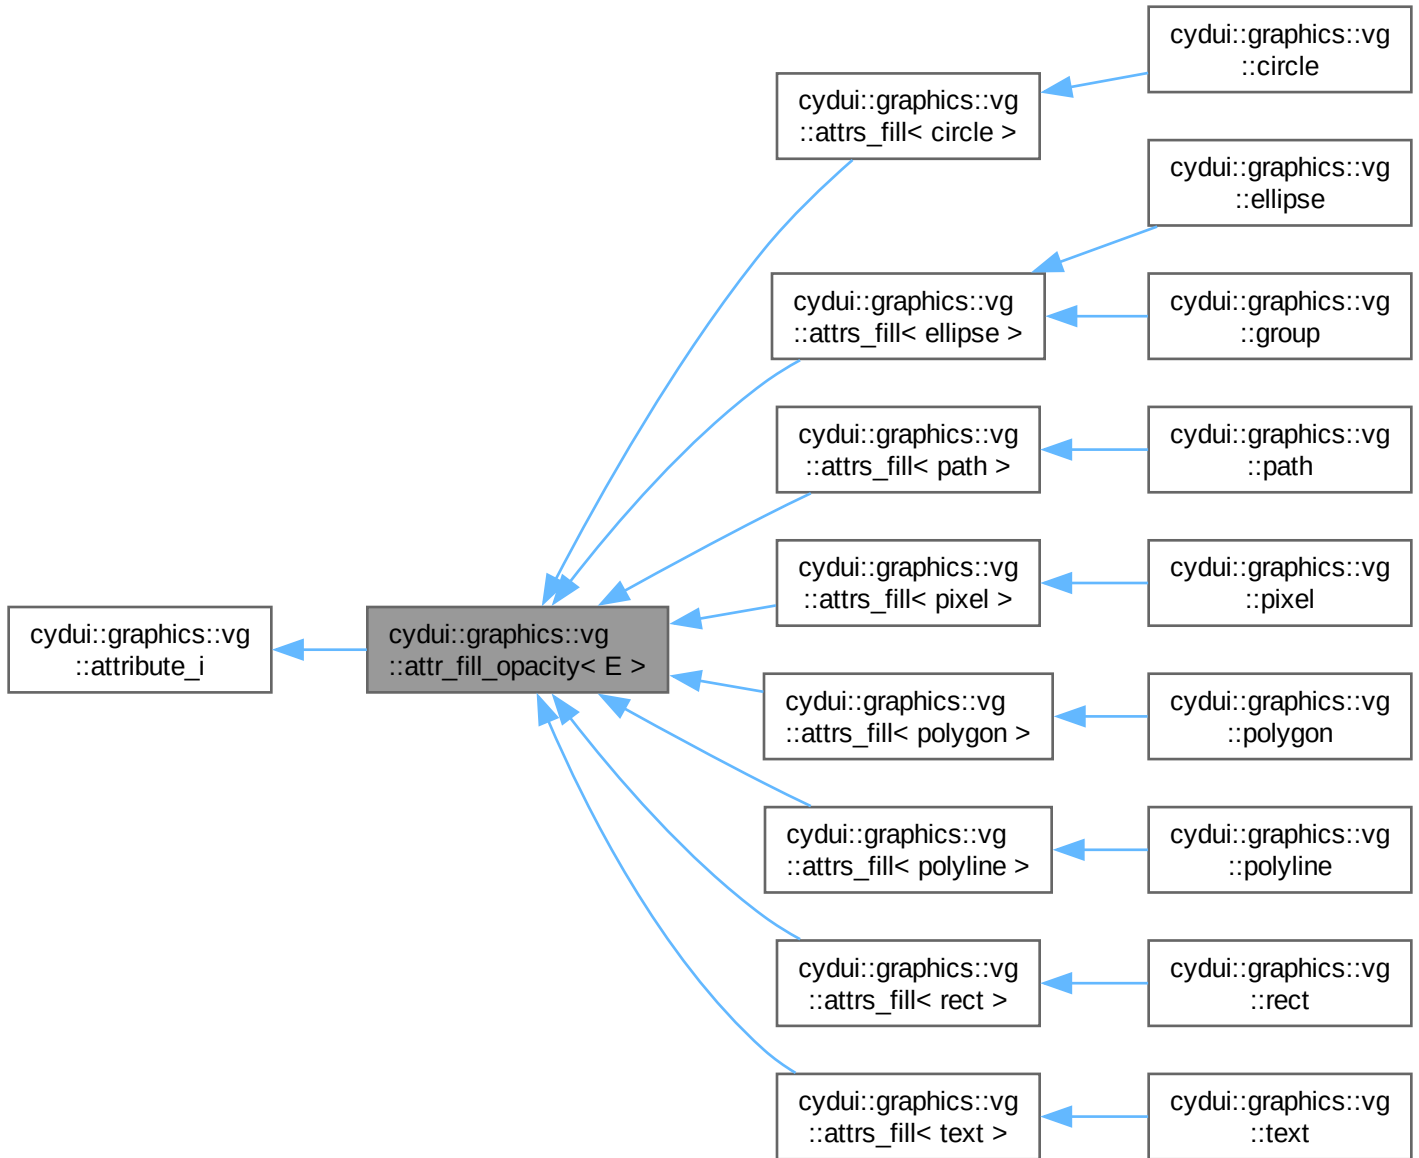 cydui::graphics::vg
::circle
cydui::graphics::vg
::attrs_fill< circle >
cydui::graphics::vg
::ellipse
cydui::graphics::vg
::attrs_fill< ellipse >
cydui::graphics::vg
::group
cydui::graphics::vg
::attrs_fill< path >
cydui::graphics::vg
::path
cydui::graphics::vg
::attrs_fill< pixel >
cydui::graphics::vg
::pixel
cydui::graphics::vg
::attribute_i
cydui::graphics::vg
::attr_fill_opacity< E >
cydui::graphics::vg
::attrs_fill< polygon >
cydui::graphics::vg
::polygon
cydui::graphics::vg
::attrs_fill< polyline >
cydui::graphics::vg
::polyline
cydui::graphics::vg
::attrs_fill< rect >
cydui::graphics::vg
::rect
cydui::graphics::vg
::attrs_fill< text >
cydui::graphics::vg
::text